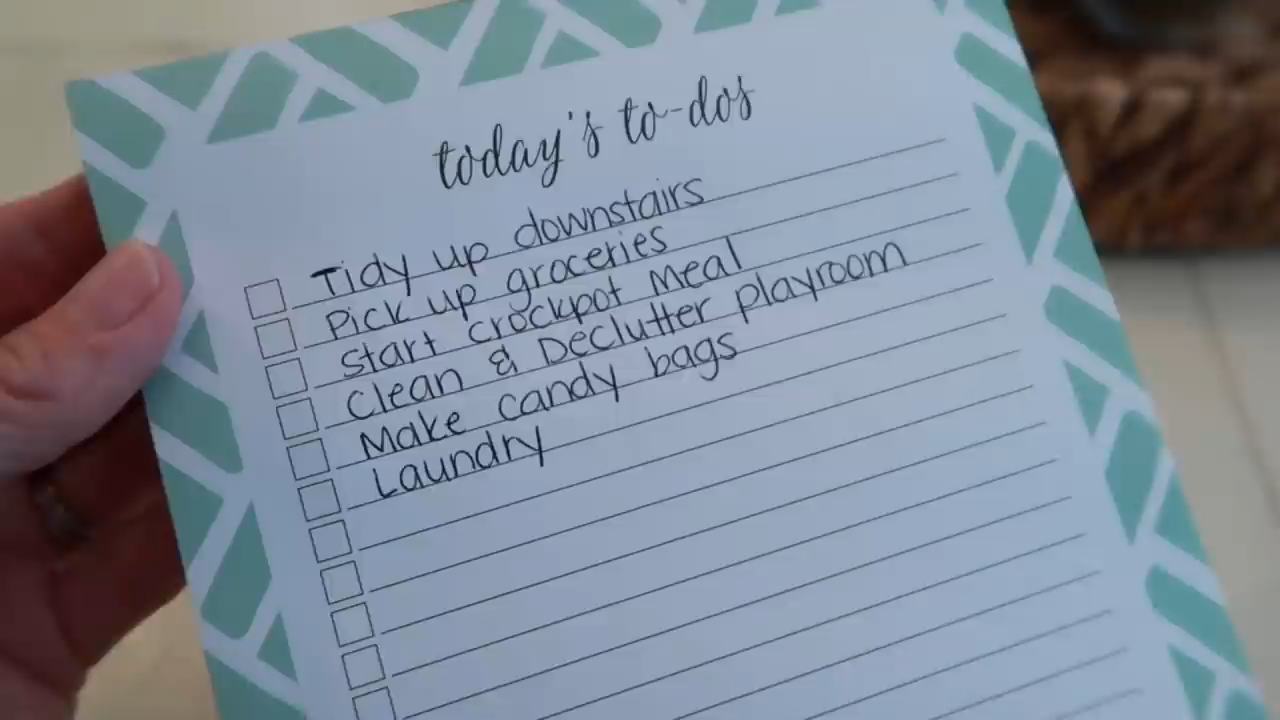 today's to-dos
Tidy up downstairs
Pick up groceries
Start crockpot Meal
Clean & Declutter playroom
Make candy bags
Laundry